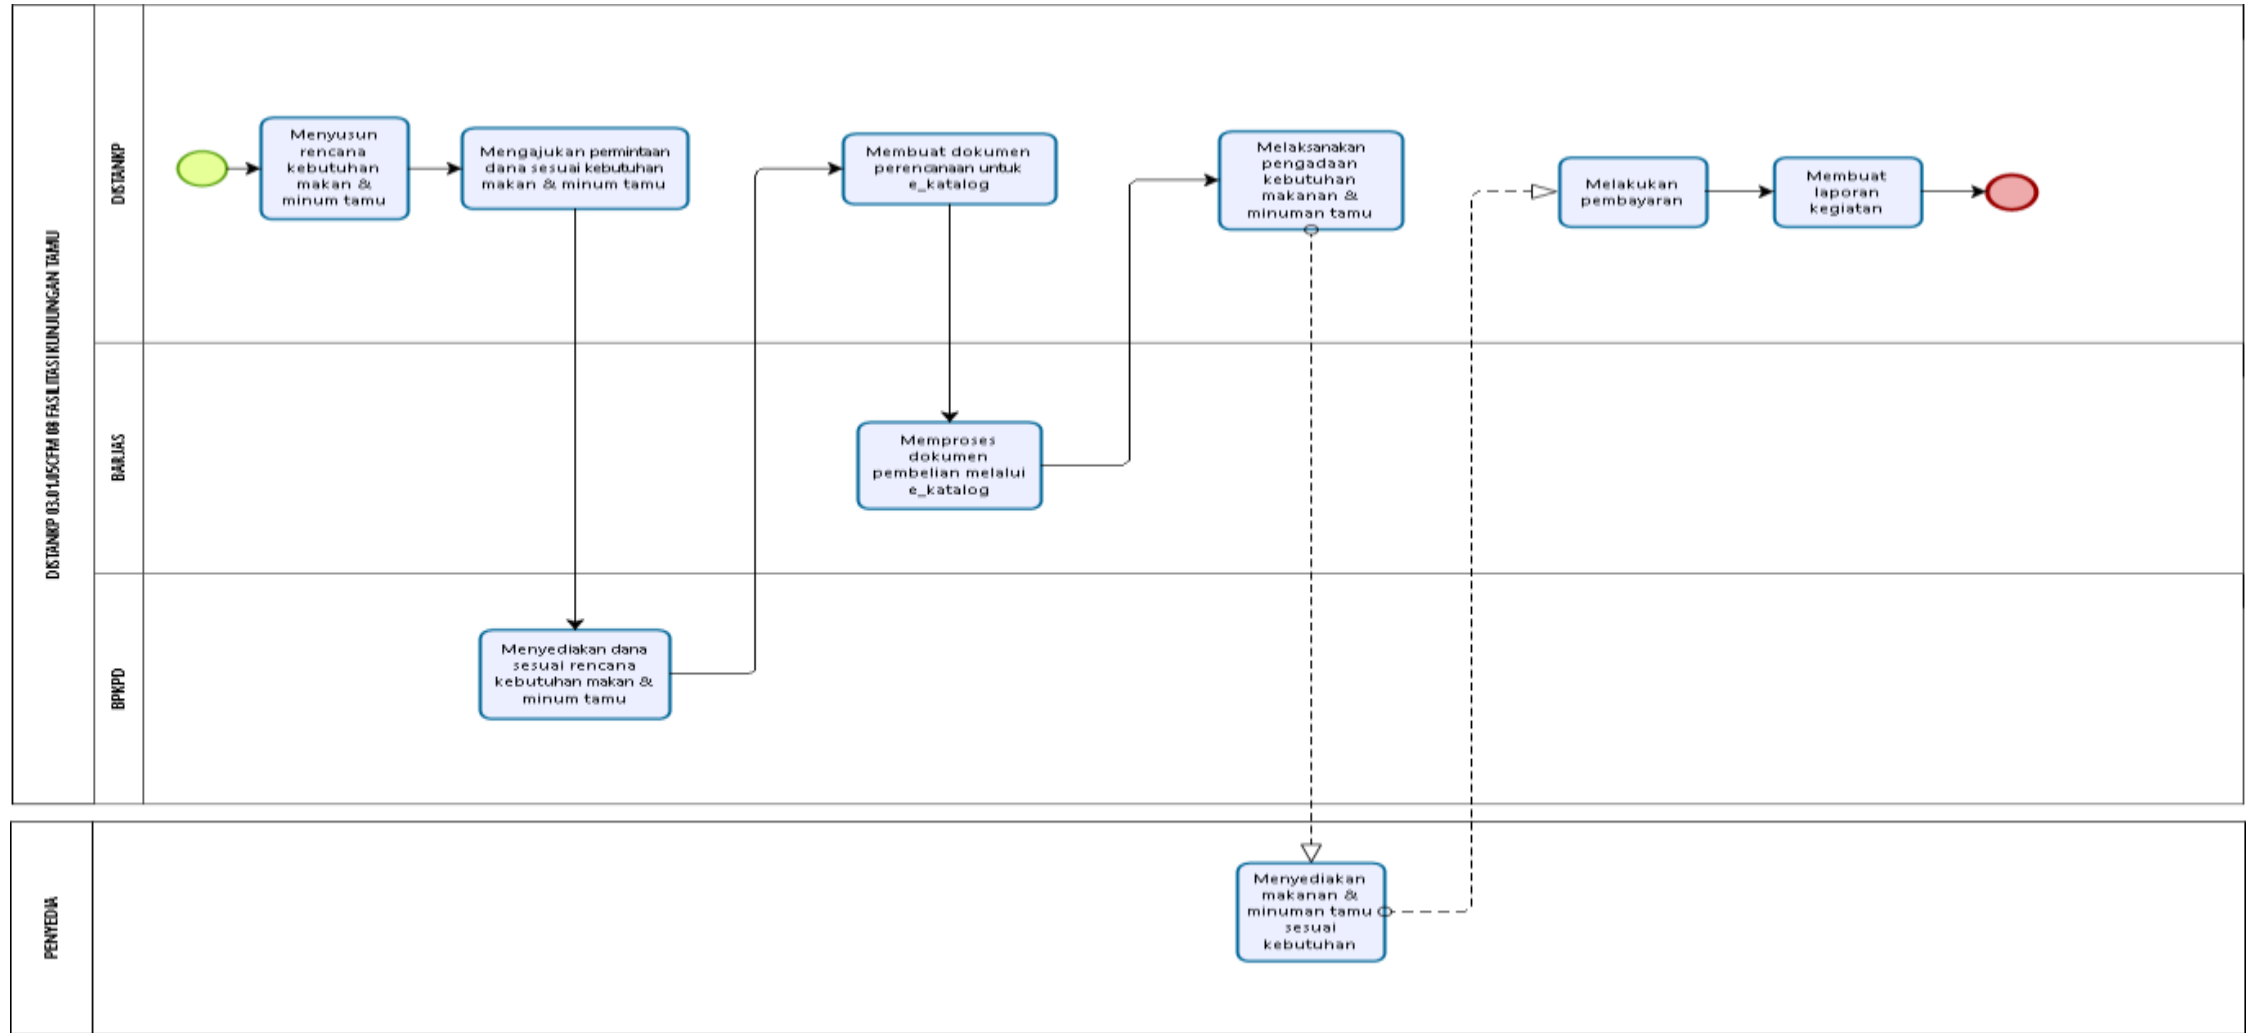 DISTANKP 03.01.05CFM 08 FASILITASI KUNJUNGAN TAMU
DISTANKP
Menyusun
rencana
kebutuhan
makan &
minum tamu
Mengajukan permintaan
dana sesuai kebutuhan
makan & minum tamu
Membuat dokumen
perencanaan untuk
e_katalog
Melaksanakan
pengadaan
kebutuhan
makanan &
minuman tamu
Melakukan
pembayaran
Membuat
laporan
kegiatan
BARJAS
Memproses
dokumen
pembelian melalui
e_katalog
BPKPD
Menyediakan dana
sesuai rencana
kebutuhan makan &
minum tamu
PENYEDIA
Menyediakan
makanan &
minuman tamu
sesuai
kebutuhan